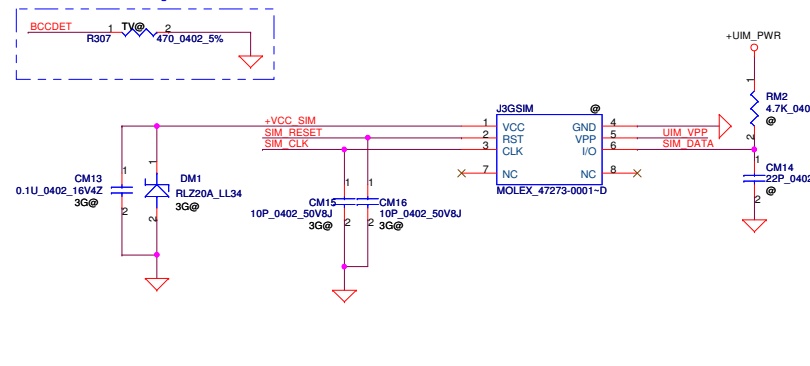 BCCDET
1
TV@
2
R307
470_0402_5%
+UIM_PWR
1
RM2
4.7K_040
@
2
J3GSIM
@
+VCC_SIM
1
VCC
GND
4
SIM_RESET
2
RST
VPP
5
UIM_VPP
SIM_CLK
3
CLK
I/O
6
SIM_DATA
7
NC
NC
8
MOLEX_47273-0001~D
1
CM13
0.1U_0402_16V4Z
3G@
2
1
DM1
RLZ20A_LL34
3G@
2
1
CM15
10P_0402_50V8J
3G@
2
1
CM16
10P_0402_50V8J
3G@
2
1
CM14
22P_0402
@
2